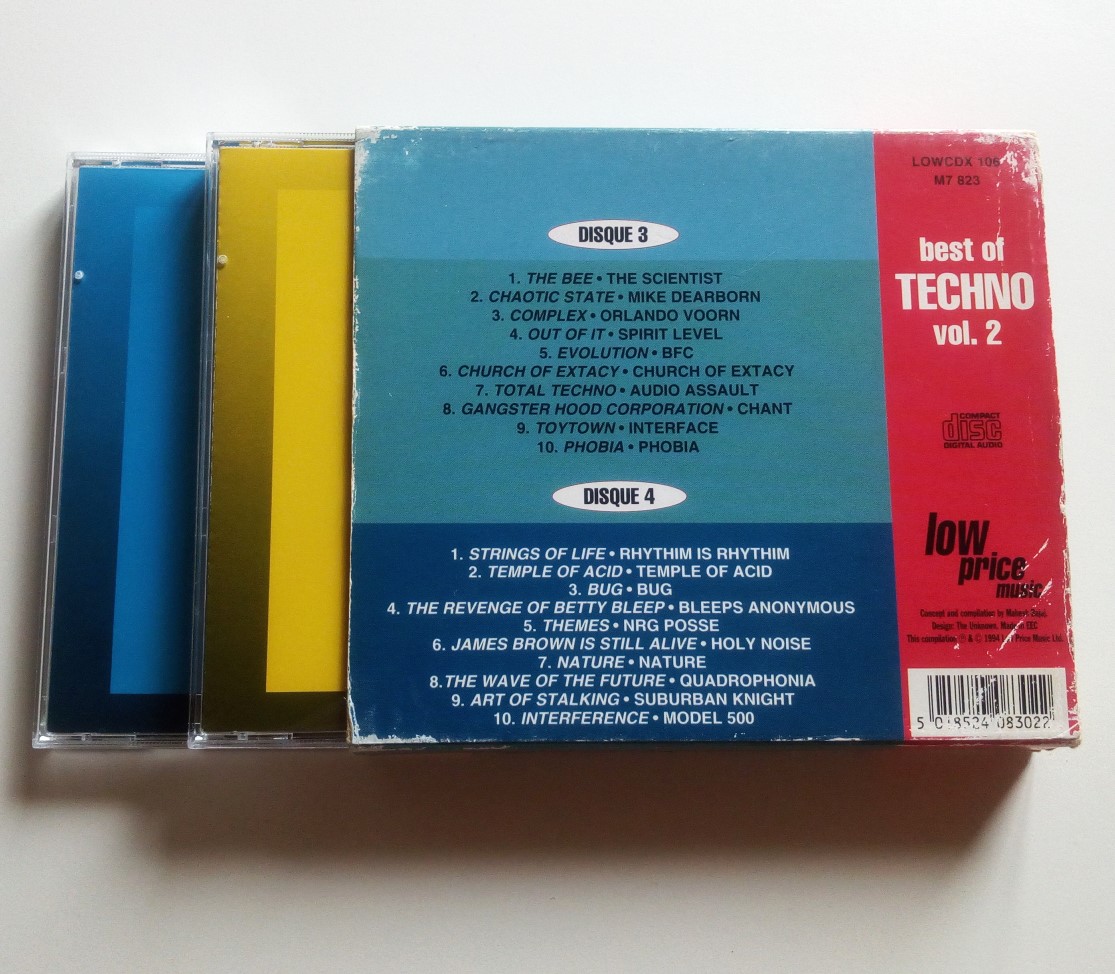 DISQUE 3
1. THE BEE • THE SCIENTIST
2. CHAOTIC STATE • MIKE DEARBORN
3. COMPLEX • ORLANDO VOORN
4. OUT OF IT • SPIRIT LEVEL
5. EVOLUTION • BFC
6. CHURCH OF EXTACY • CHURCH OF EXTACY
7. TOTAL TECHNO • AUDIO ASSAULT
8. GANGSTER HOOD CORPORATION • CHANT
9. TOYTOWN • INTERFACE
10. PHOBIA • PHOBIA
DISQUE 4
1. STRINGS OF LIFE • RHYTHIM IS RHYTHIM
2. TEMPLE OF ACID • TEMPLE OF ACID
3. BUG • BUG
4. THE REVENGE OF BETTY BLEEP • BLEEPS ANONYMOUS
5. THEMES • NRG POSSE
6. JAMES BROWN IS STILL ALIVE • HOLY NOISE
7. NATURE • NATURE
8. THE WAVE OF THE FUTURE • QUADROPHONIA
9. ART OF STALKING • SUBURBAN KNIGHT
10. INTERFERENCE • MODEL 500
LOWCDX 106
M7 823
best of
TECHNO
vol. 2
COMPACT
disc
DIGITAL AUDIO
low
price
music
Concept and compilation by
Design: The Unknown. Made in EEC
This compilation ℗ & © 1994 Price Music Ltd.
5 018524 083022